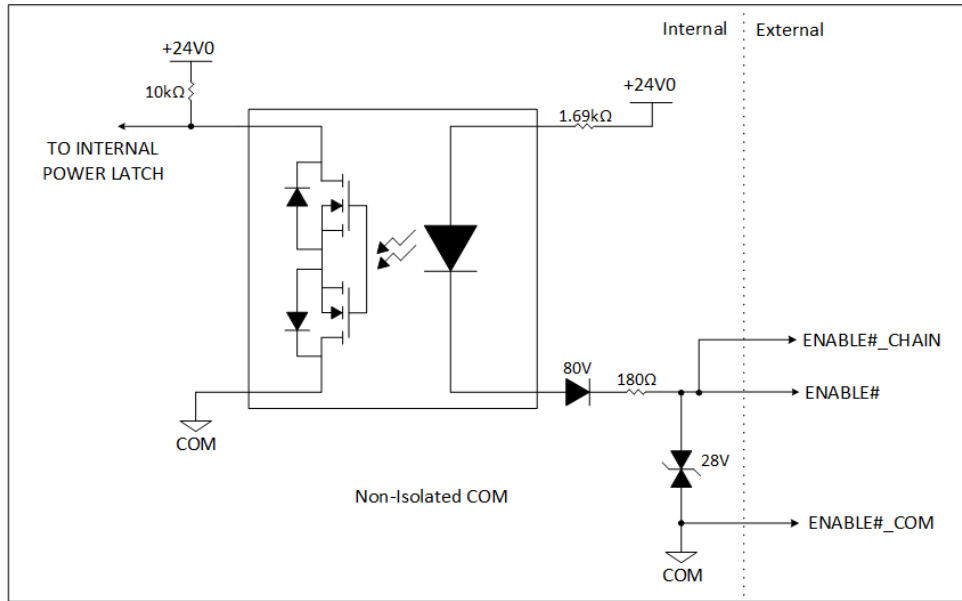 Internal
External
+24V0
+24V0
10kΩ
1.69kΩ
TO INTERNAL
POWER LATCH
ENABLE#_CHAIN
80V
180Ω
ENABLE#
COM
28V
Non-Isolated COM
ENABLE#_COM
COM